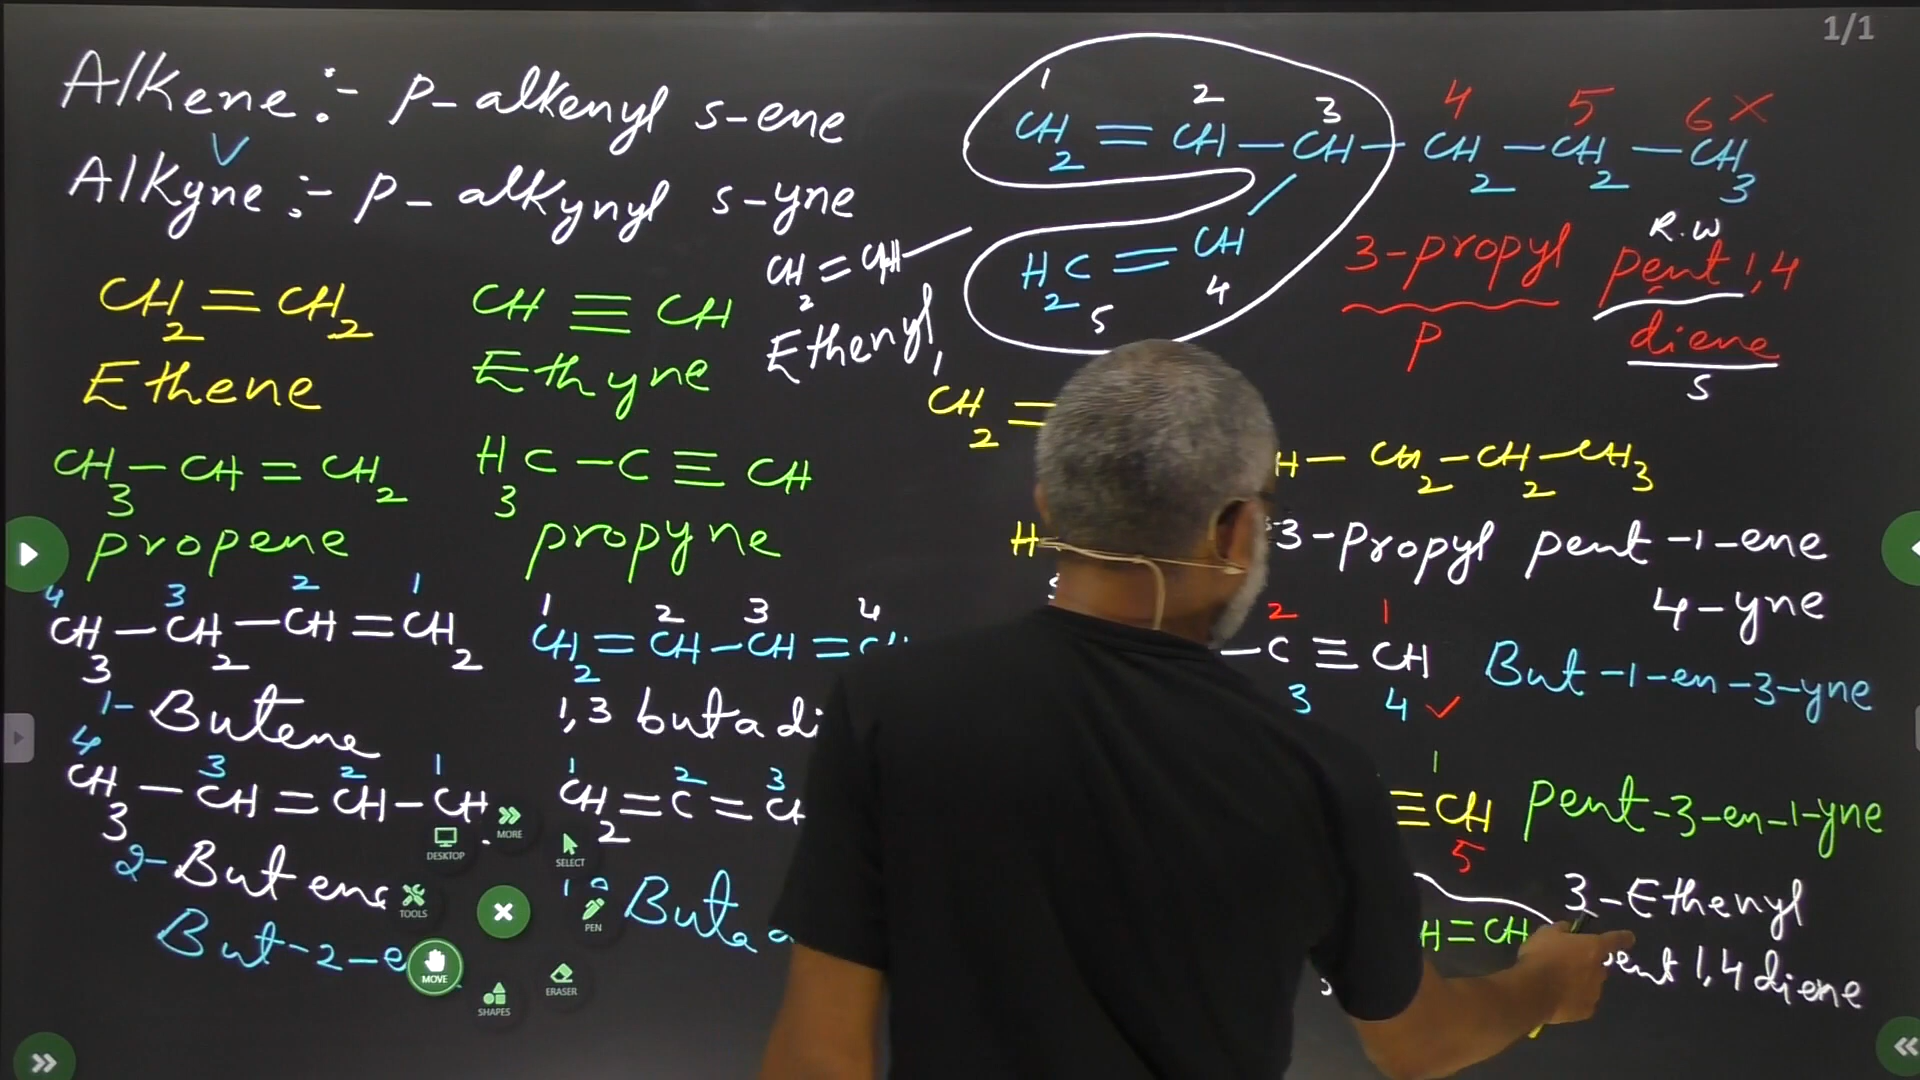 1/1
Alkene :- P- alkenyl s-ene
Alkyne :- P- alkynyl s-yne
CH2 = CH2
Ethene
CH ≡ CH
Ethyne
CH3 - CH = CH2
propene
H3C - C ≡ CH
propyne
4 3 2 1
CH3 - CH2 - CH = CH2
1- Butene
1 2 3 4
CH2 = CH - CH =
1,3 butadi
4 3 2 1
CH3 - CH = CH - CH
2- Butene
But-2-e
1 2 3
CH2 = C = CH
Buta
CH2 = CH -
Ethenyl,
1 2 3 4 5 6 X
CH2 = CH - CH - CH2 - CH2 - CH3
H2C = CH
5 4
3-propyl pent 1,4
R.W
diene
P
S
CH2 =
H - CH2 - CH2 - CH3
H
3-Propyl pent -1-ene
4-yne
2 1
- C ≡ CH
3 4 ✓
But -1-en-3-yne
1
≡ CH
5
pent-3-en-1-yne
H = CH
3-Ethenyl
ent 1,4 diene
MORE
DESKTOP
SELECT
TOOLS
PEN
MOVE
ERASER
SHAPES